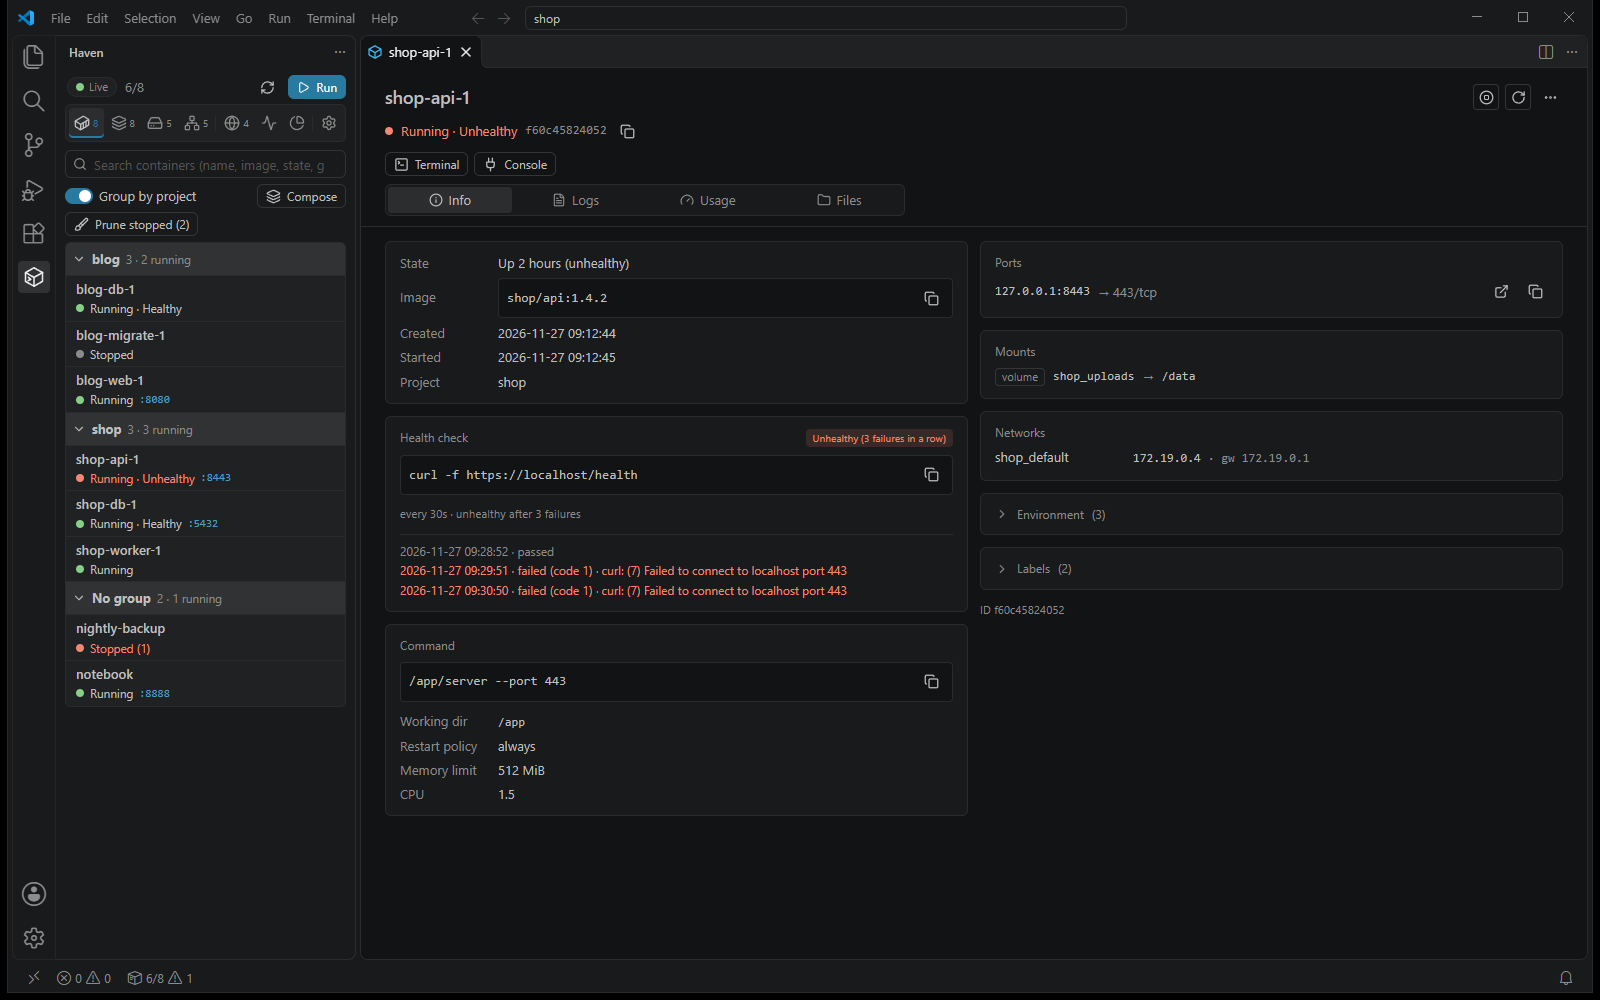 File Edit Selection View Go Run Terminal Help
shop
Haven
Live 6/8 Run
8 8 5 5 4
Search containers (name, image, state, g
Group by project Compose
Prune stopped (2)
blog 3 · 2 running
blog-db-1
Running · Healthy
blog-migrate-1
Stopped
blog-web-1
Running :8080
shop 3 · 3 running
shop-api-1
Running · Unhealthy :8443
shop-db-1
Running · Healthy :5432
shop-worker-1
Running
No group 2 · 1 running
nightly-backup
Stopped (1)
notebook
Running :8888
shop-api-1
shop-api-1
Running · Unhealthy f60c45824052
Terminal Console
Info Logs Usage Files
State Up 2 hours (unhealthy)
Image shop/api:1.4.2
Created 2026-11-27 09:12:44
Started 2026-11-27 09:12:45
Project shop
Health check Unhealthy (3 failures in a row)
curl -f https://localhost/health
every 30s · unhealthy after 3 failures
2026-11-27 09:28:52 · passed
2026-11-27 09:29:51 · failed (code 1) · curl: (7) Failed to connect to localhost port 443
2026-11-27 09:30:50 · failed (code 1) · curl: (7) Failed to connect to localhost port 443
Command
/app/server --port 443
Working dir /app
Restart policy always
Memory limit 512 MiB
CPU 1.5
Ports
127.0.0.1:8443 → 443/tcp
Mounts
volume shop_uploads → /data
Networks
shop_default 172.19.0.4 · gw 172.19.0.1
Environment (3)
Labels (2)
ID f60c45824052
0 0 6/8 1